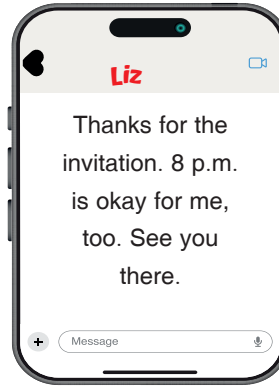 Liz
Thanks for the
invitation. 8 p.m.
is okay for me,
too. See you
there.
Message